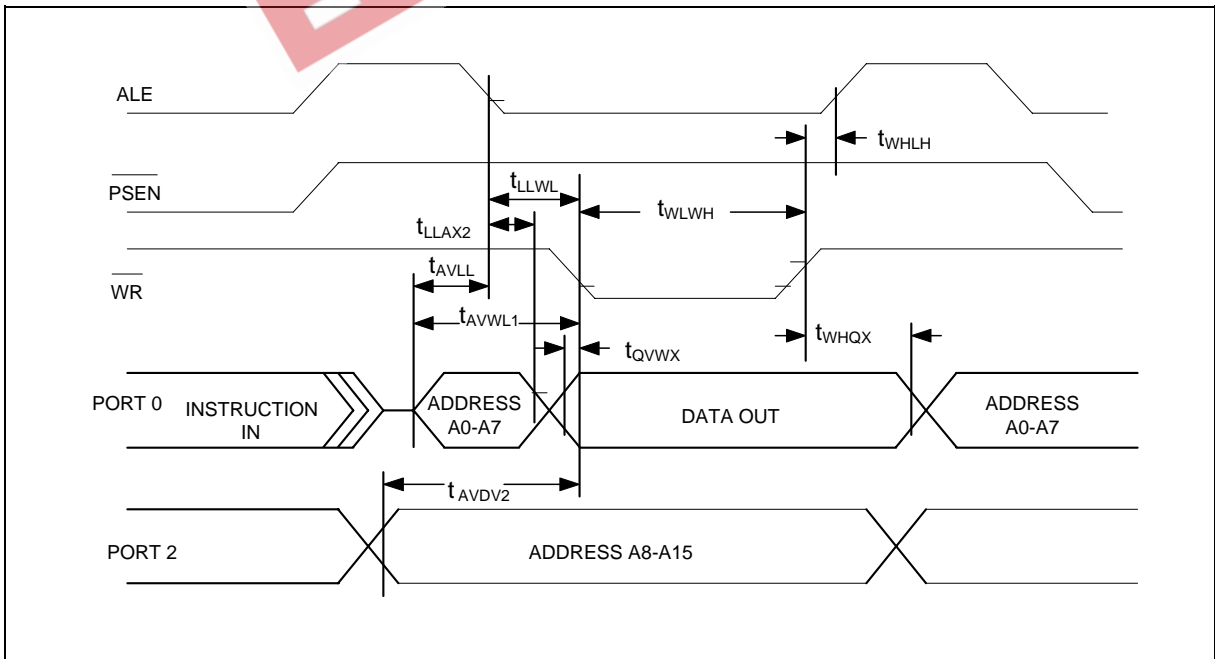 ALE
tWHLH
PSEN
tLLWL
tWLWH
tLLAX2
tAVLL
WR
tAVWL1
tWHQX
tQVWX
PORT 0
INSTRUCTION
IN
ADDRESS
A0-A7
DATA OUT
ADDRESS
A0-A7
t AVDV2
PORT 2
ADDRESS A8-A15